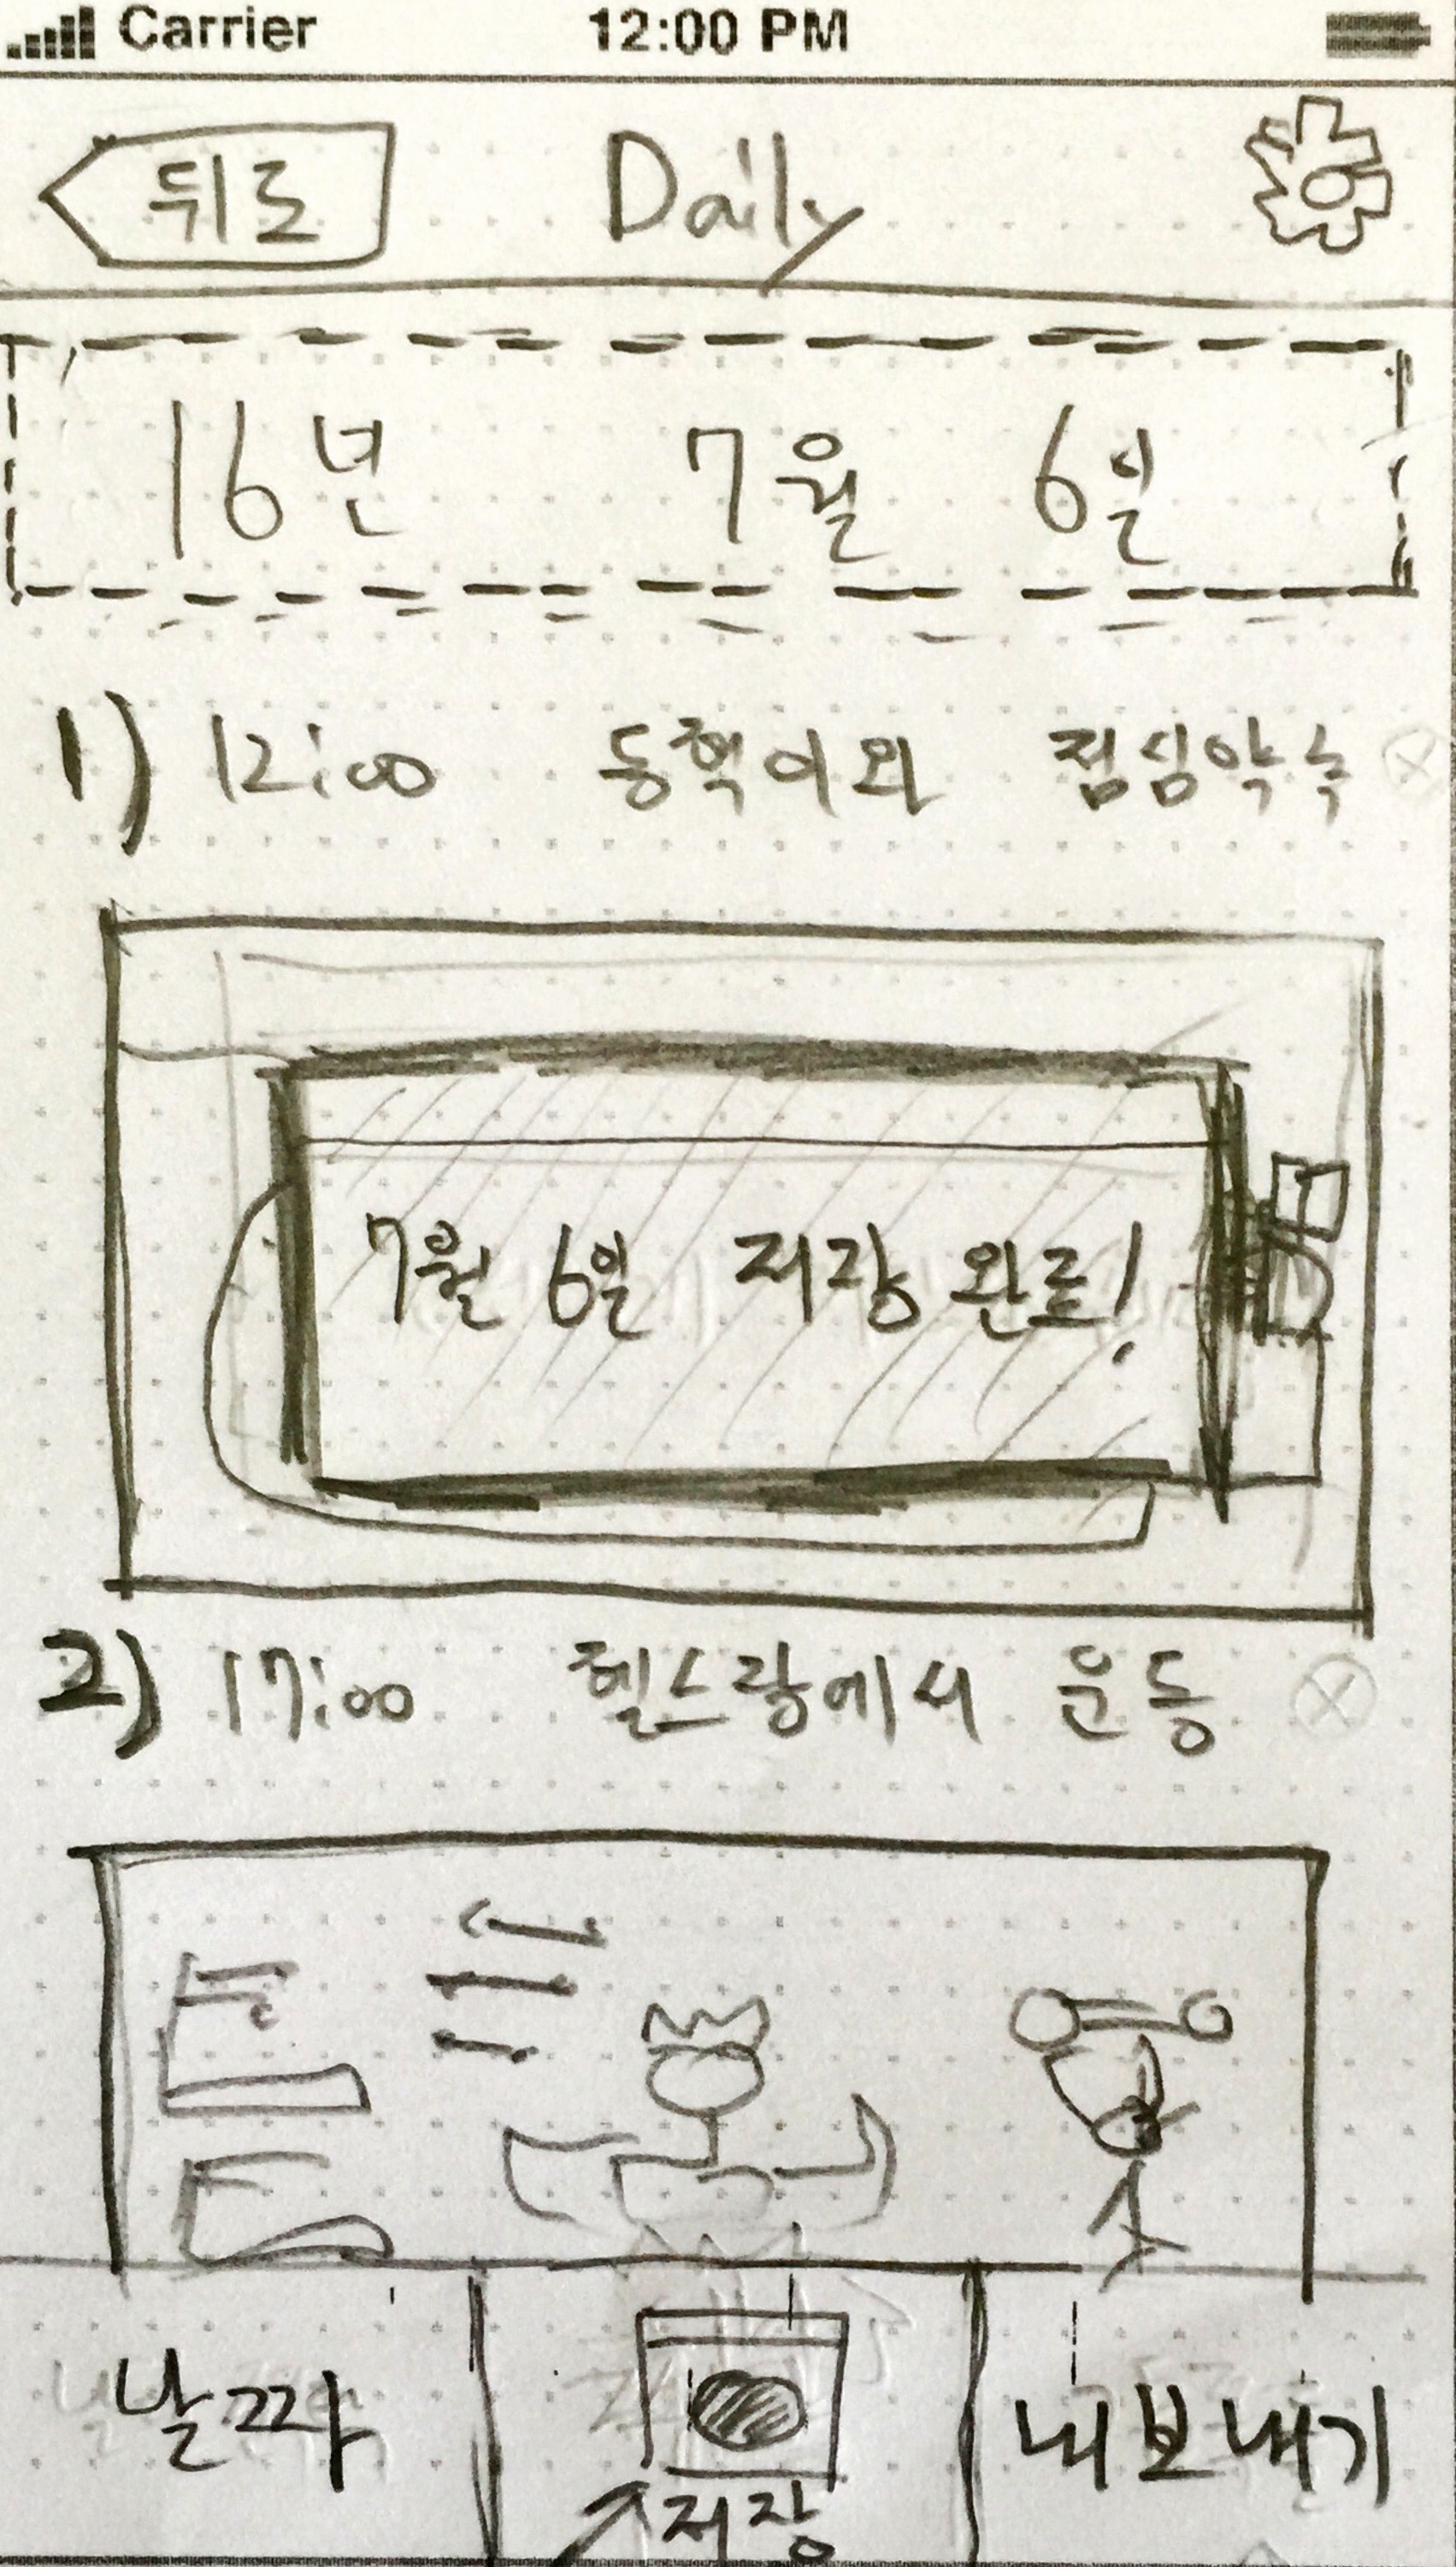 Carrier 12:00 PM
뒤로 Daily
16년 7월 6일
1) 12:00 동혁이와 점심약속
7월 6일 저장 완료!
2) 17:00 헬스장에서 운동
날짜 저장 내보내기